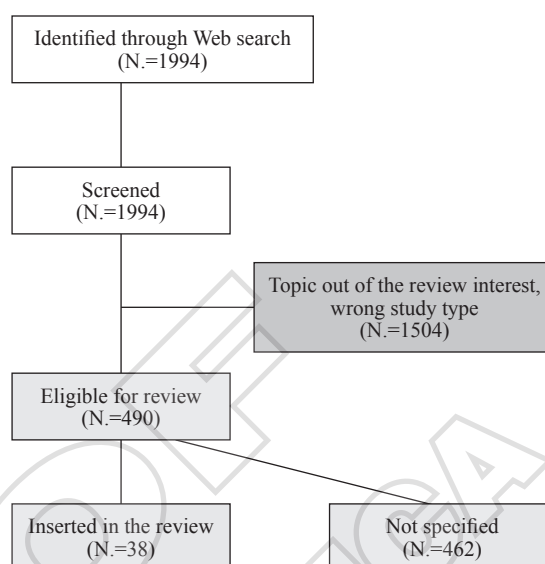 Identified through Web search
(N.=1994)
Screened
(N.=1994)
Topic out of the review interest,
wrong study type
(N.=1504)
Eligible for review
(N.=490)
Inserted in the review
(N.=38)
Not specified
(N.=462)